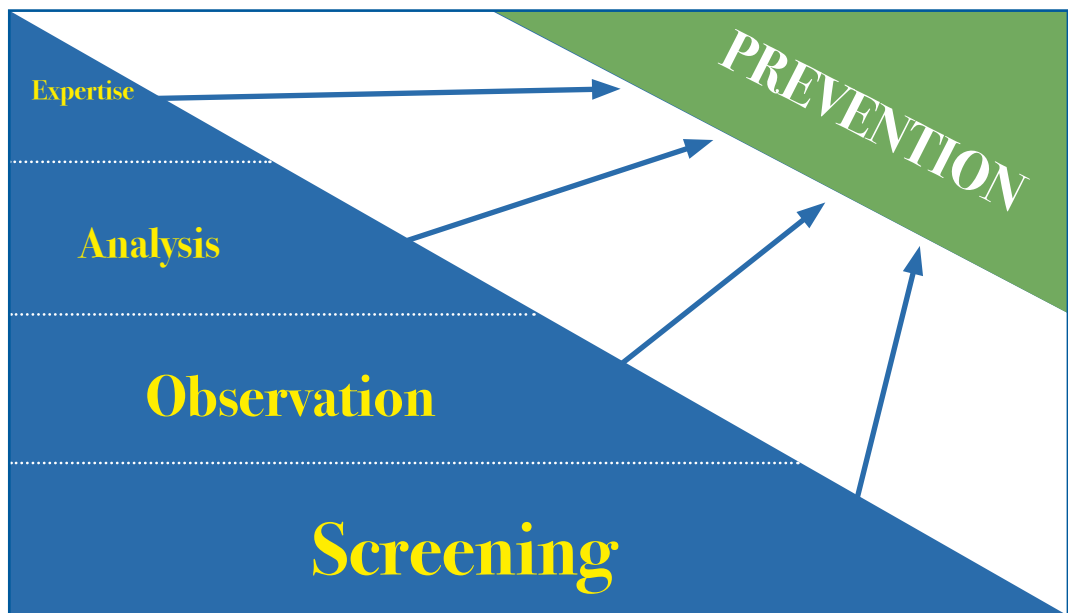 PREVENTION
Expertise
Analysis
Observation
Screening